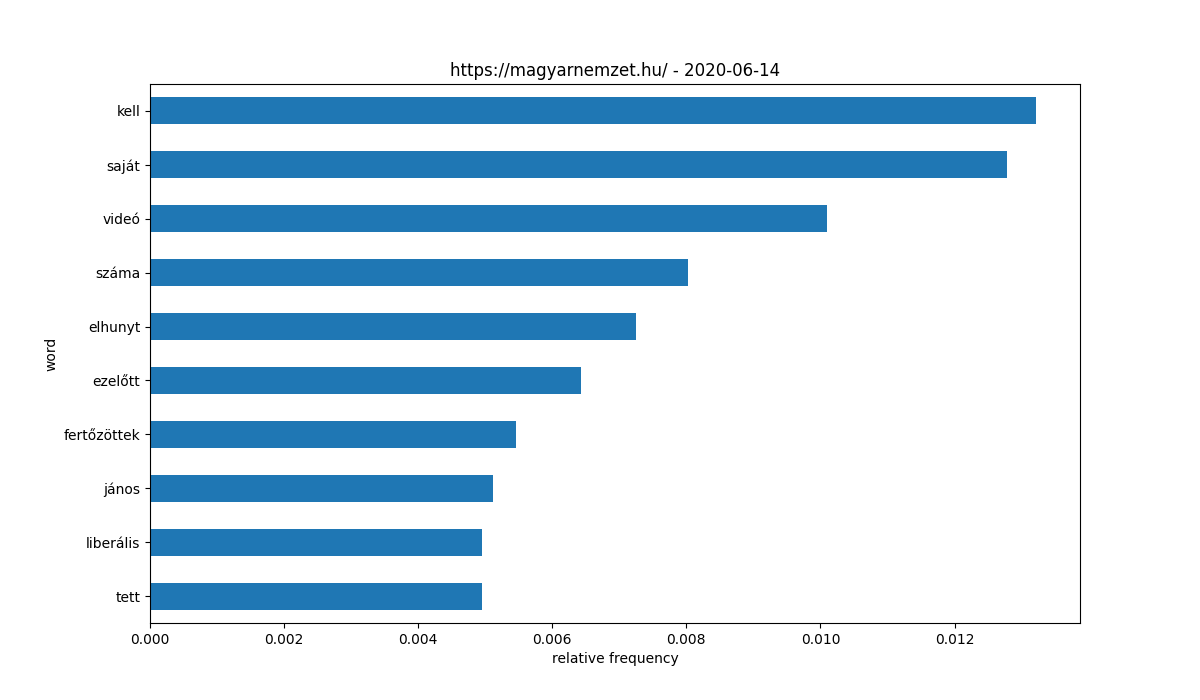 https://magyarnemzet.hu/ - 2020-06-14
kell
saját
videó
száma
elhunyt
ezelőtt
fertőzöttek
jános
liberális
tett
word
0.000 0.002 0.004 0.006 0.008 0.010 0.012
relative frequency